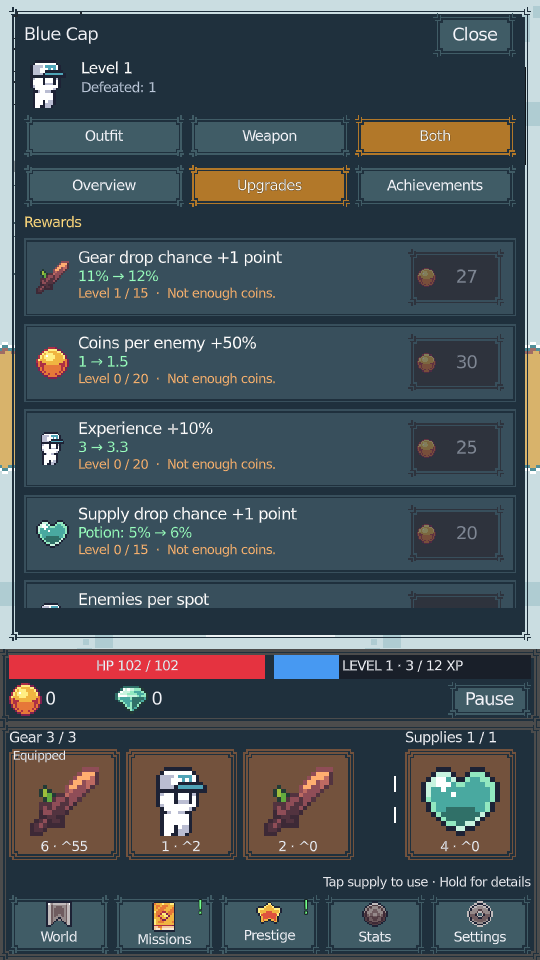 Blue Cap
Close
Level 1
Defeated: 1
Outfit
Weapon
Both
Overview
Upgrades
Achievements
Rewards
Gear drop chance +1 point
11% → 12%
Level 1 / 15 · Not enough coins.
27
Coins per enemy +50%
1 → 1.5
Level 0 / 20 · Not enough coins.
30
Experience +10%
3 → 3.3
Level 0 / 20 · Not enough coins.
25
Supply drop chance +1 point
Potion: 5% → 6%
Level 0 / 15 · Not enough coins.
20
Enemies per spot
HP 102 / 102
LEVEL 1 · 3 / 12 XP
0
0
Pause
Gear 3 / 3
Supplies 1 / 1
Equipped
6 · ^55
1 · ^2
2 · ^0
4 · ^0
Tap supply to use · Hold for details
World
Missions
!
Prestige
!
Stats
Settings